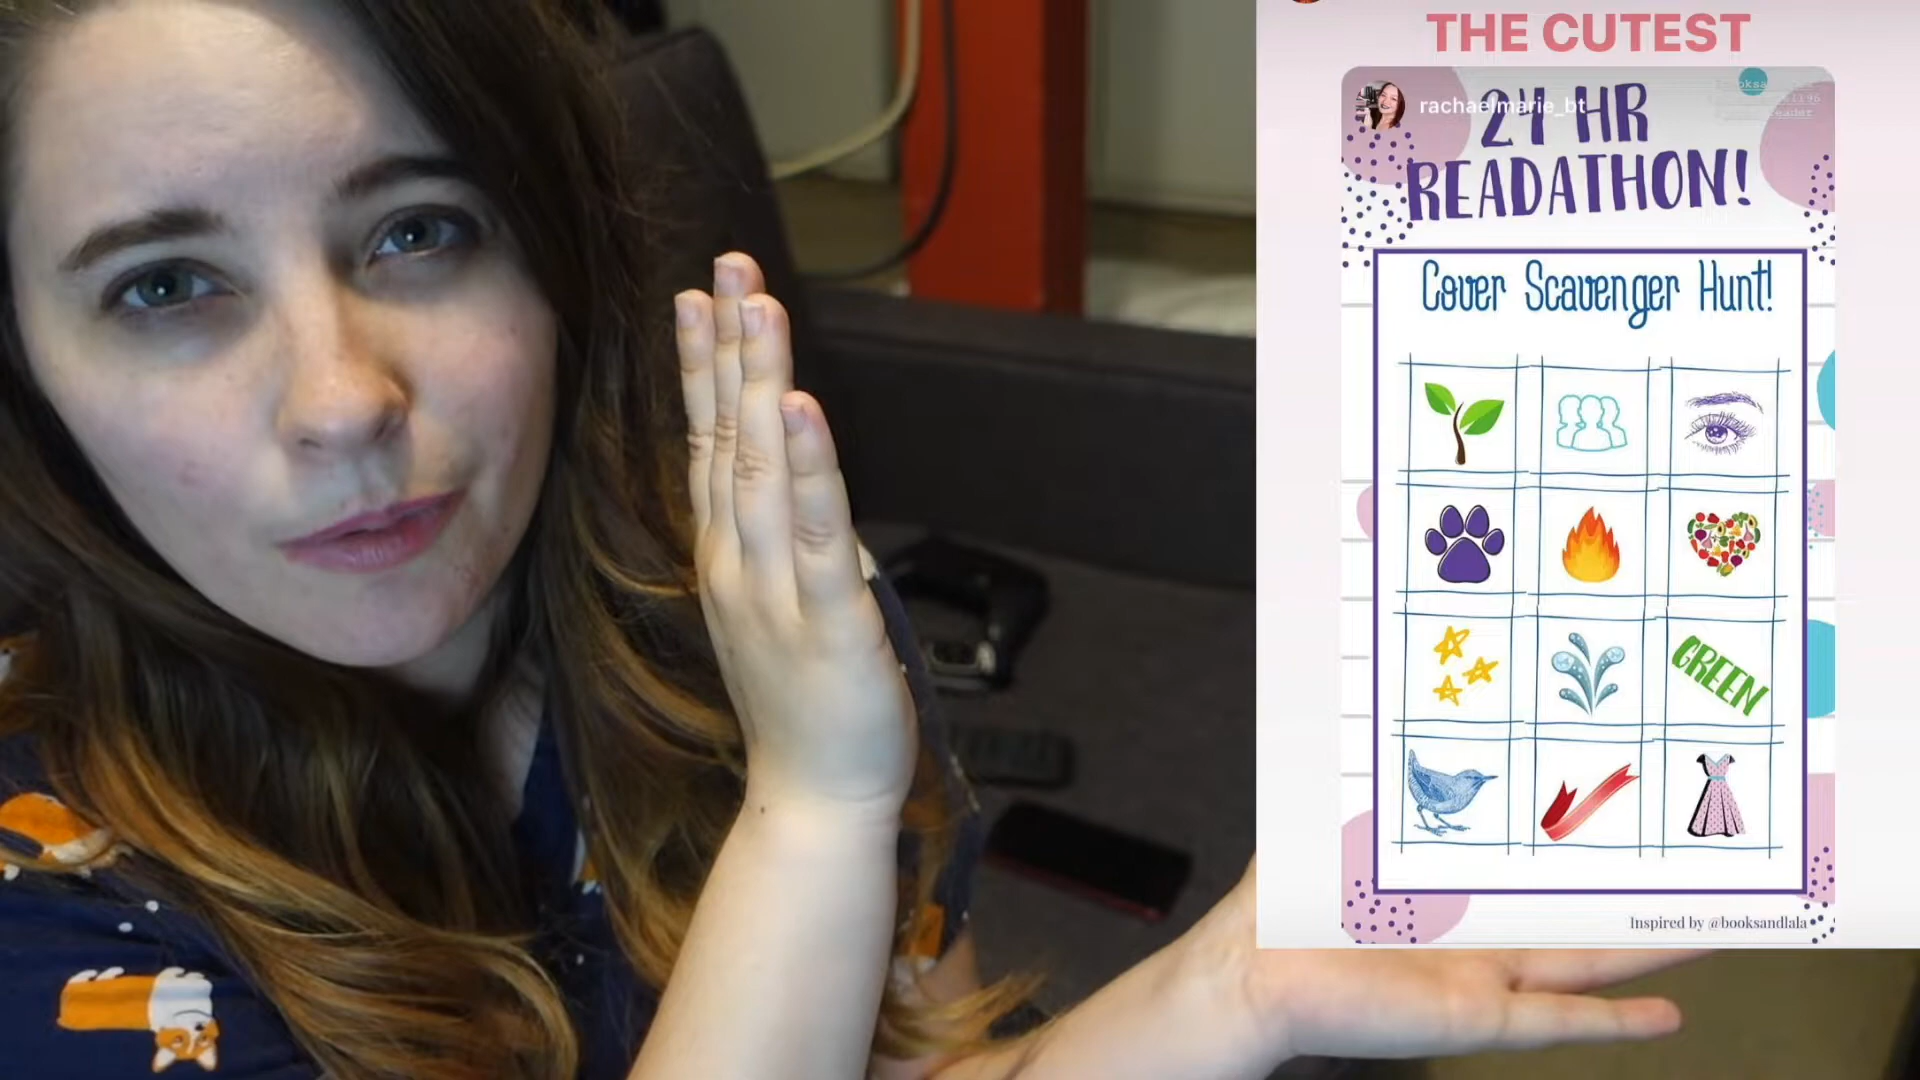 THE CUTEST
rachaelmarie_bt
24 HR
READATHON!
Cover Scavenger Hunt!
GREEN
Inspired by @booksandlala